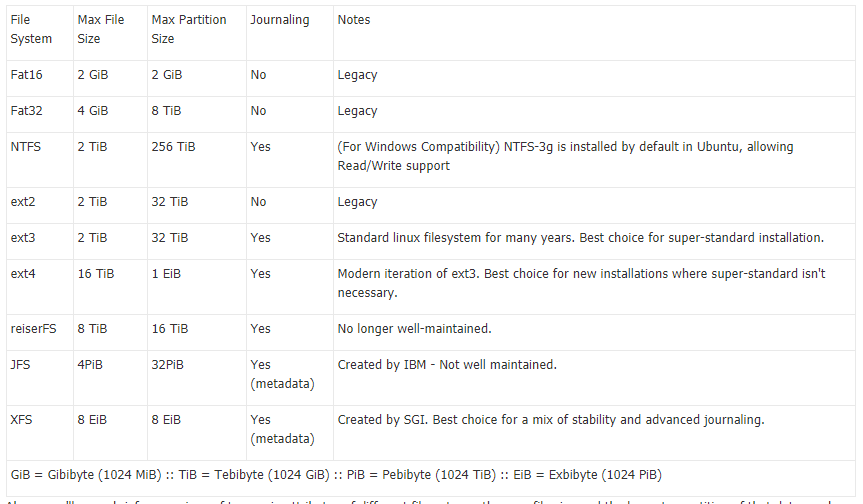 File System Max File Size Max Partition Size Journaling Notes
Fat16 2 GiB 2 GiB No Legacy
Fat32 4 GiB 8 TiB No Legacy
NTFS 2 TiB 256 TiB Yes (For Windows Compatibility) NTFS-3g is installed by default in Ubuntu, allowing
Read/Write support
ext2 2 TiB 32 TiB No Legacy
ext3 2 TiB 32 TiB Yes Standard linux filesystem for many years. Best choice for super-standard installation.
ext4 16 TiB 1 EiB Yes Modern iteration of ext3. Best choice for new installations where super-standard isn't
necessary.
reiserFS 8 TiB 16 TiB Yes No longer well-maintained.
JFS 4PiB 32PiB Yes (metadata) Created by IBM - Not well maintained.
XFS 8 EiB 8 EiB Yes (metadata) Created by SGI. Best choice for a mix of stability and advanced journaling.
GiB = Gibibyte (1024 MiB) :: TiB = Tebibyte (1024 GiB) :: PiB = Pebibyte (1024 TiB) :: EiB = Exbibyte (1024 PiB)